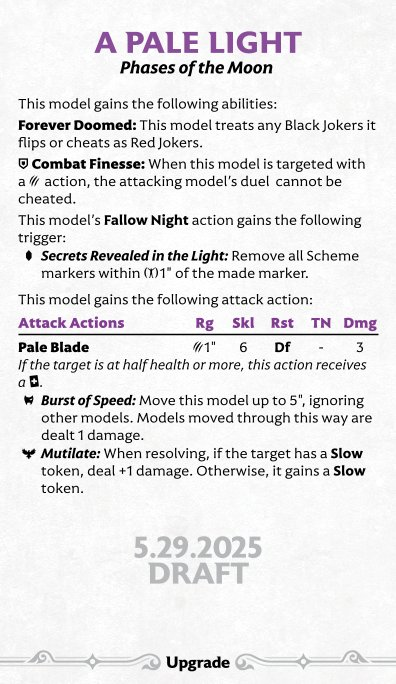 A PALE LIGHT
Phases of the Moon
This model gains the following abilities:
Forever Doomed: This model treats any Black Jokers it
flips or cheats as Red Jokers.
Combat Finesse: When this model is targeted with
a action, the attacking model's duel cannot be
cheated.
This model's Fallow Night action gains the following
trigger:
Secrets Revealed in the Light: Remove all Scheme
markers within 1" of the made marker.
This model gains the following attack action:
Attack Actions Rg Skl Rst TN Dmg
Pale Blade 1" 6 Df - 3
If the target is at half health or more, this action receives
a .
Burst of Speed: Move this model up to 5", ignoring
other models. Models moved through this way are
dealt 1 damage.
Mutilate: When resolving, if the target has a Slow
token, deal +1 damage. Otherwise, it gains a Slow
token.
5.29.2025
DRAFT
Upgrade